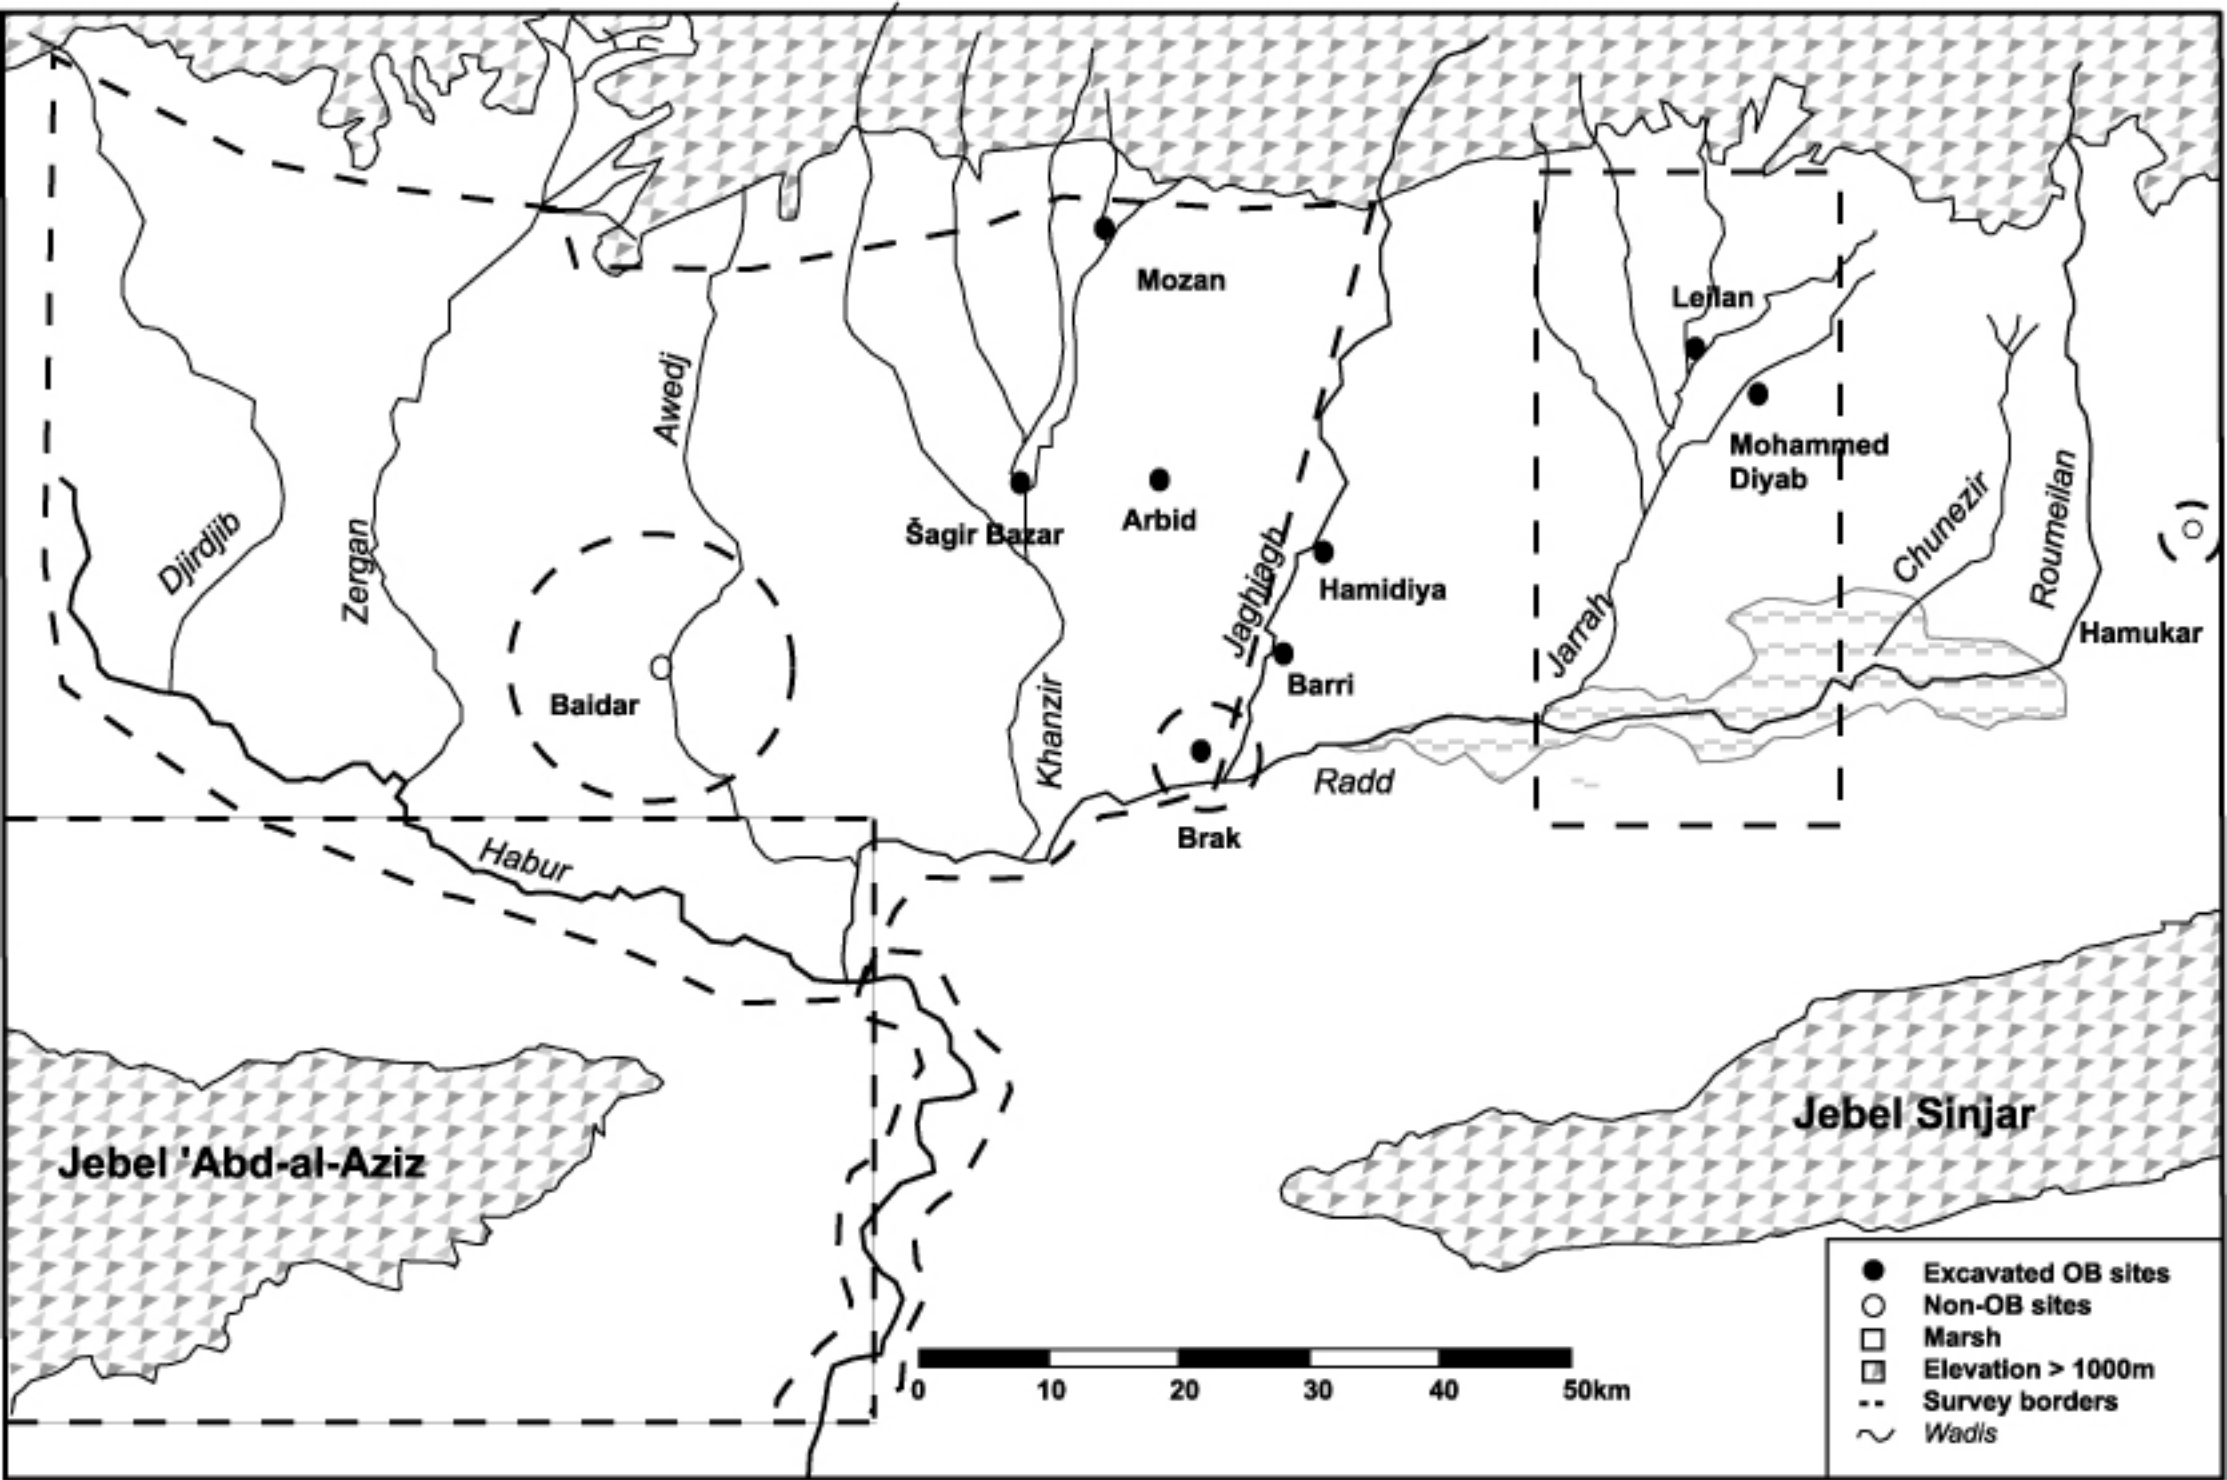 Mozan
Leilan
Awedj
Mohammed
Diyab
Šagir Bazar
Arbid
Djirdjib
Zergan
Jaghjagh
Hamidiya
Chunezir
Roumeilan
Jarrah
Hamukar
Baidar
Barri
Khanzir
Radd
Brak
Habur
Jebel 'Abd-al-Aziz
Jebel Sinjar
0 10 20 30 40 50km
Excavated OB sites
Non-OB sites
Marsh
Elevation > 1000m
Survey borders
Wadis